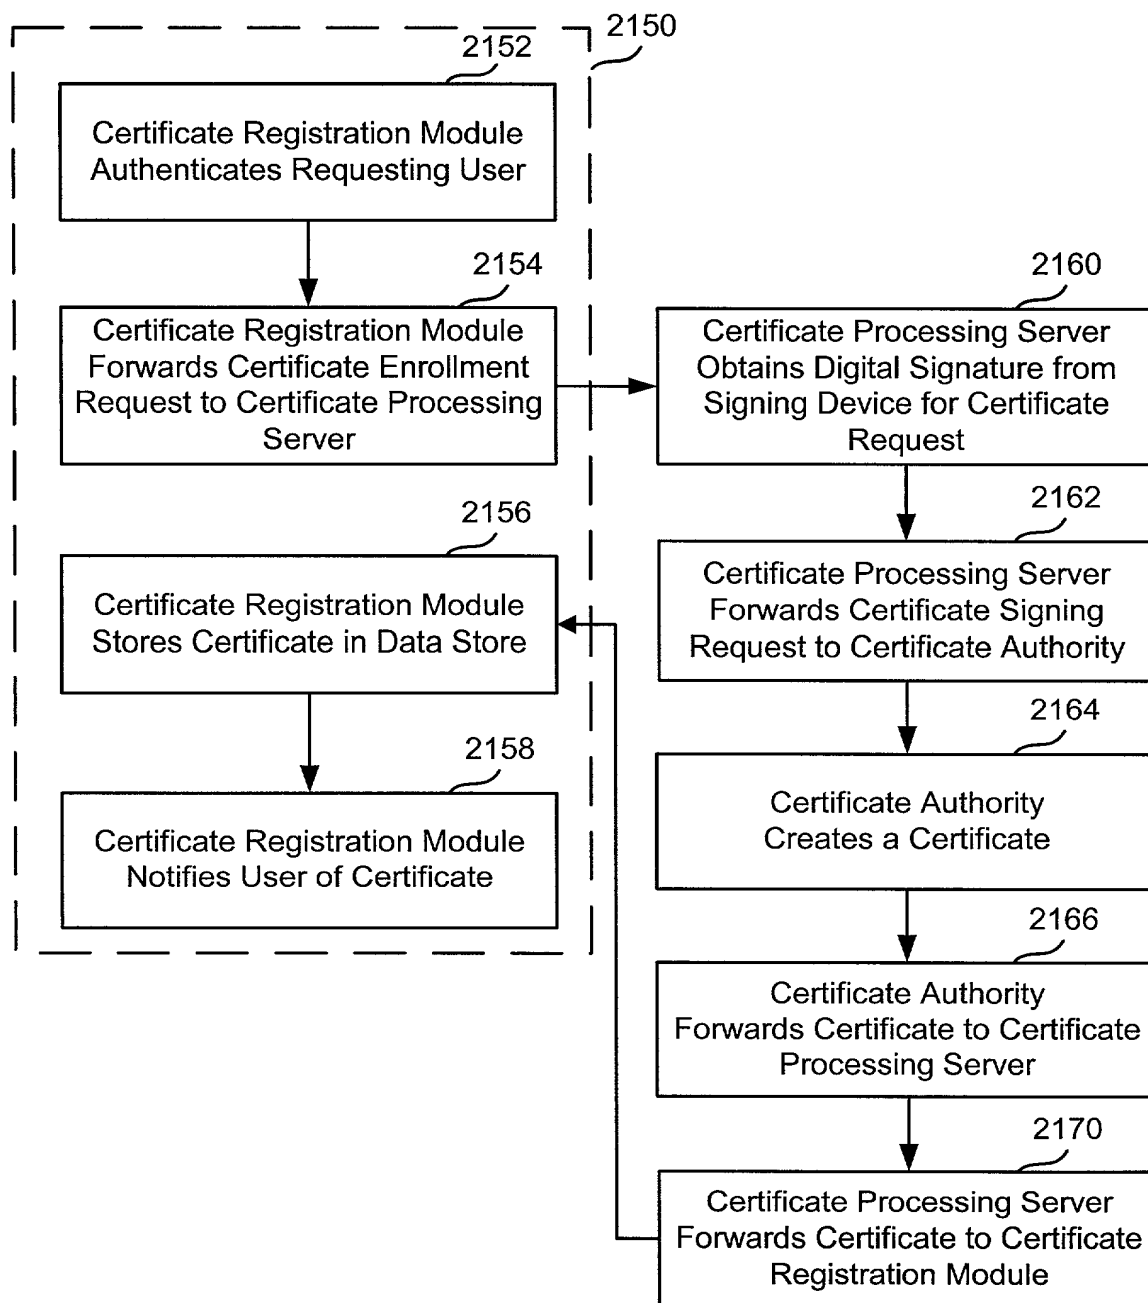 2150
2152
Certificate Registration Module
Authenticates Requesting User
2154
Certificate Registration Module
Forwards Certificate Enrollment
Request to Certificate Processing
Server
2156
Certificate Registration Module
Stores Certificate in Data Store
2158
Certificate Registration Module
Notifies User of Certificate
2160
Certificate Processing Server
Obtains Digital Signature from
Signing Device for Certificate
Request
2162
Certificate Processing Server
Forwards Certificate Signing
Request to Certificate Authority
2164
Certificate Authority
Creates a Certificate
2166
Certificate Authority
Forwards Certificate to Certificate
Processing Server
2170
Certificate Processing Server
Forwards Certificate to Certificate
Registration Module